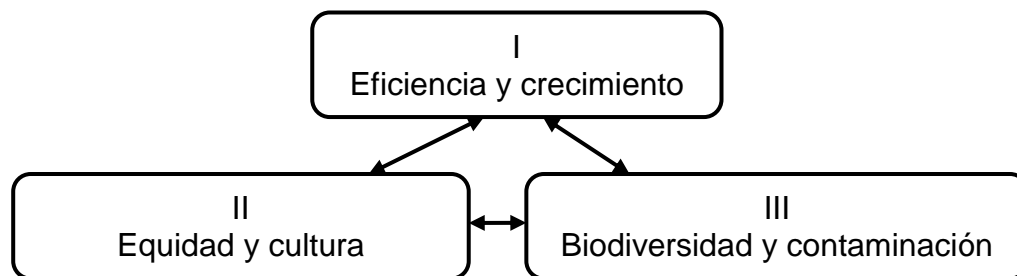 I
Eficiencia y crecimiento
II
Equidad y cultura
III
Biodiversidad y contaminación